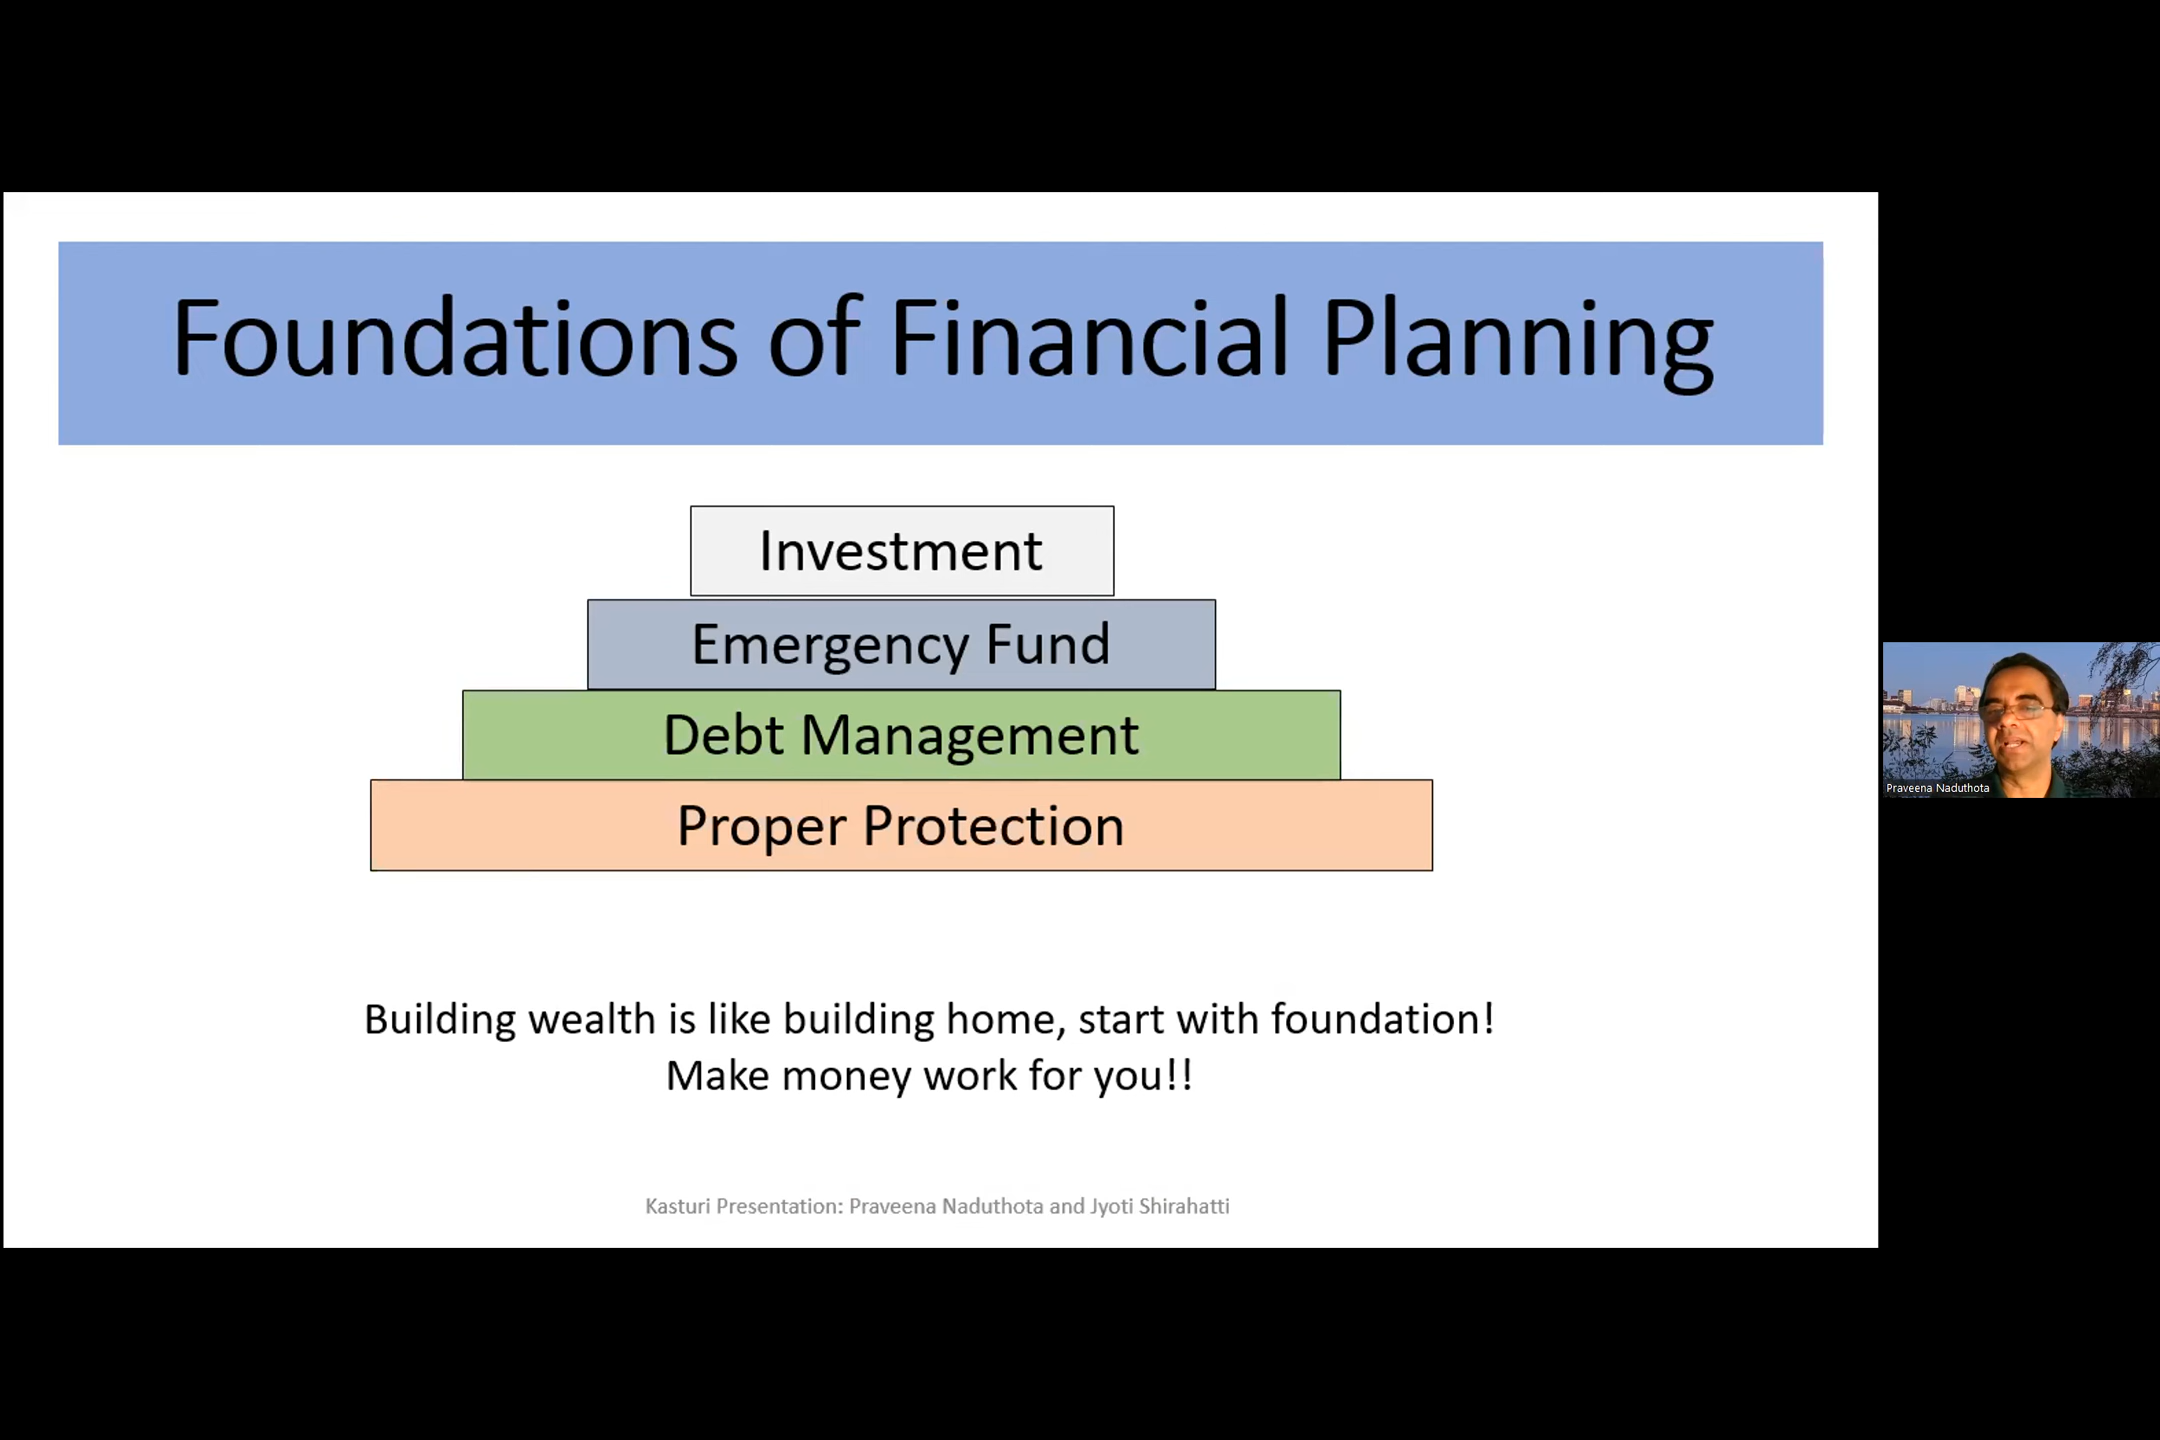 Foundations of Financial Planning
Investment
Emergency Fund
Debt Management
Proper Protection
Building wealth is like building home, start with foundation!
Make money work for you!!
Kasturi Presentation: Praveena Naduthota and Jyoti Shirahatti
Praveena Naduthota